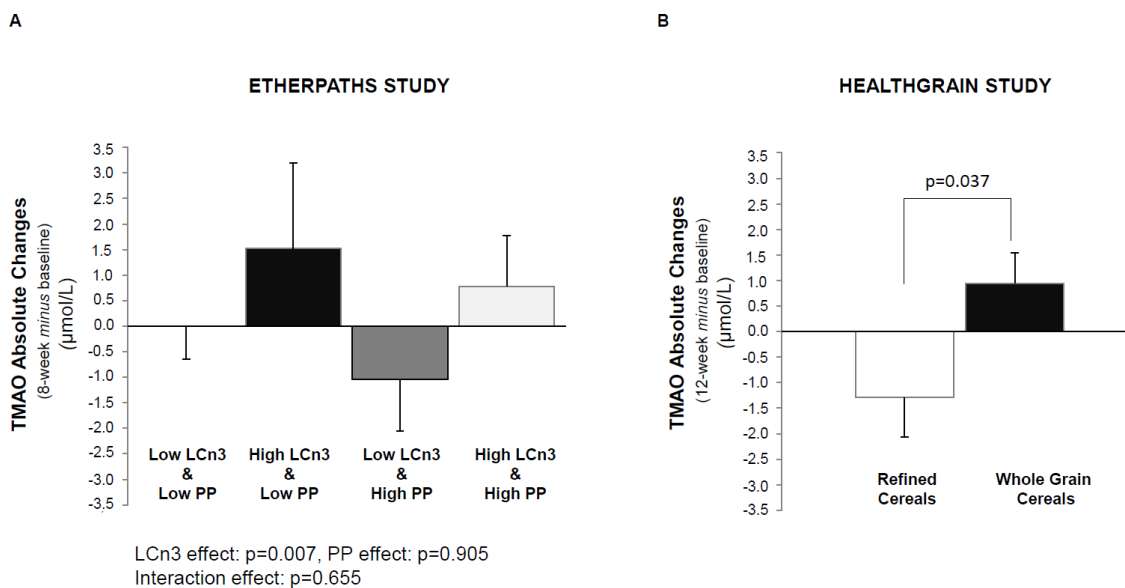 A
ETHERPATHS STUDY
TMAO Absolute Changes
(8-week minus baseline)
(μmol/L)
3.5
3.0
2.5
2.0
1.5
1.0
0.5
0.0
-0.5
-1.0
-1.5
-2.0
-2.5
-3.0
-3.5
Low LCn3
&
Low PP
High LCn3
&
Low PP
Low LCn3
&
High PP
High LCn3
&
High PP
LCn3 effect: p=0.007, PP effect: p=0.905
Interaction effect: p=0.655
B
HEALTHGRAIN STUDY
TMAO Absolute Changes
(12-week minus baseline)
(μmol/L)
3.5
3.0
2.5
2.0
1.5
1.0
0.5
0.0
-0.5
-1.0
-1.5
-2.0
-2.5
-3.0
-3.5
p=0.037
Refined
Cereals
Whole Grain
Cereals